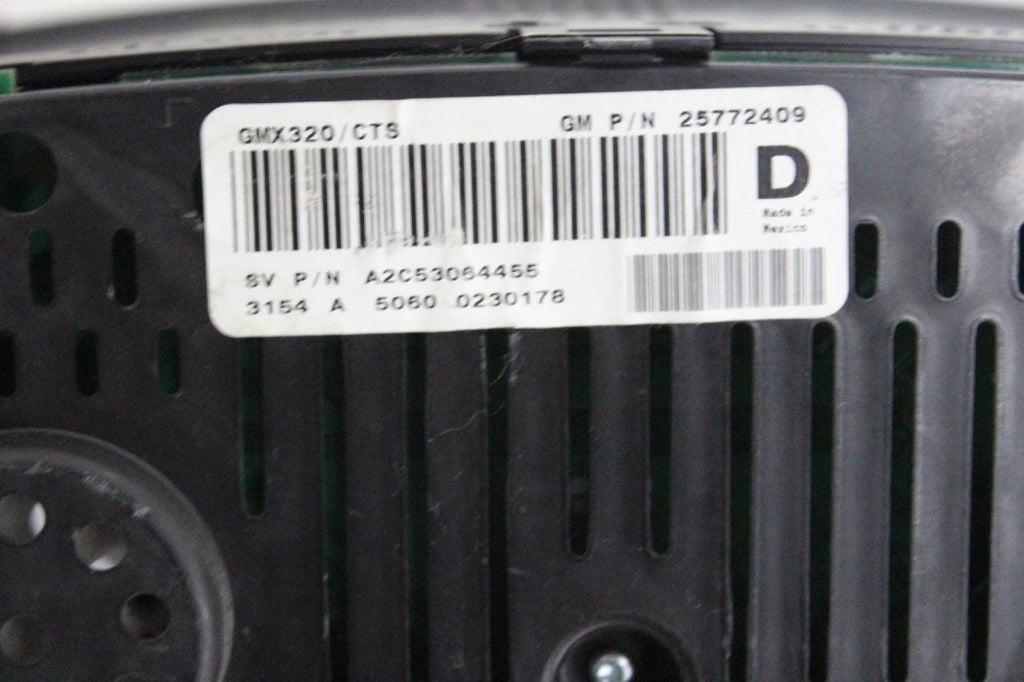 GMX320/CTS GM P/N 25772409
D
Made in
Mexico
SV P/N A2C53064455
3154 A 5060 0230178